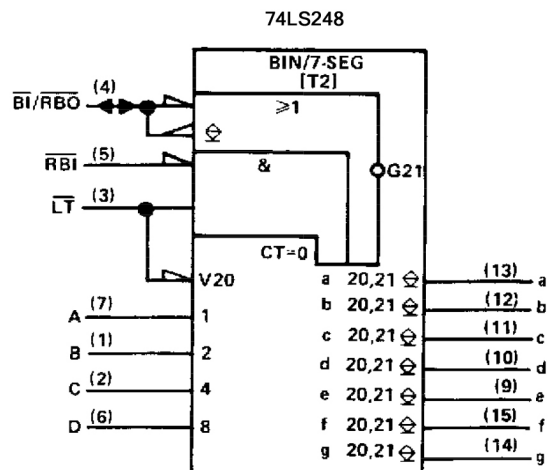 74LS248
BIN/7-SEG
[T2]
BI/RBO (4)
≥1
RBI (5)
&
G21
LT (3)
CT=0
V20
a 20,21 (13) a
A (7) 1
b 20,21 (12) b
B (1) 2
c 20,21 (11) c
C (2) 4
d 20,21 (10) d
D (6) 8
e 20,21 (9) e
f 20,21 (15) f
g 20,21 (14) g